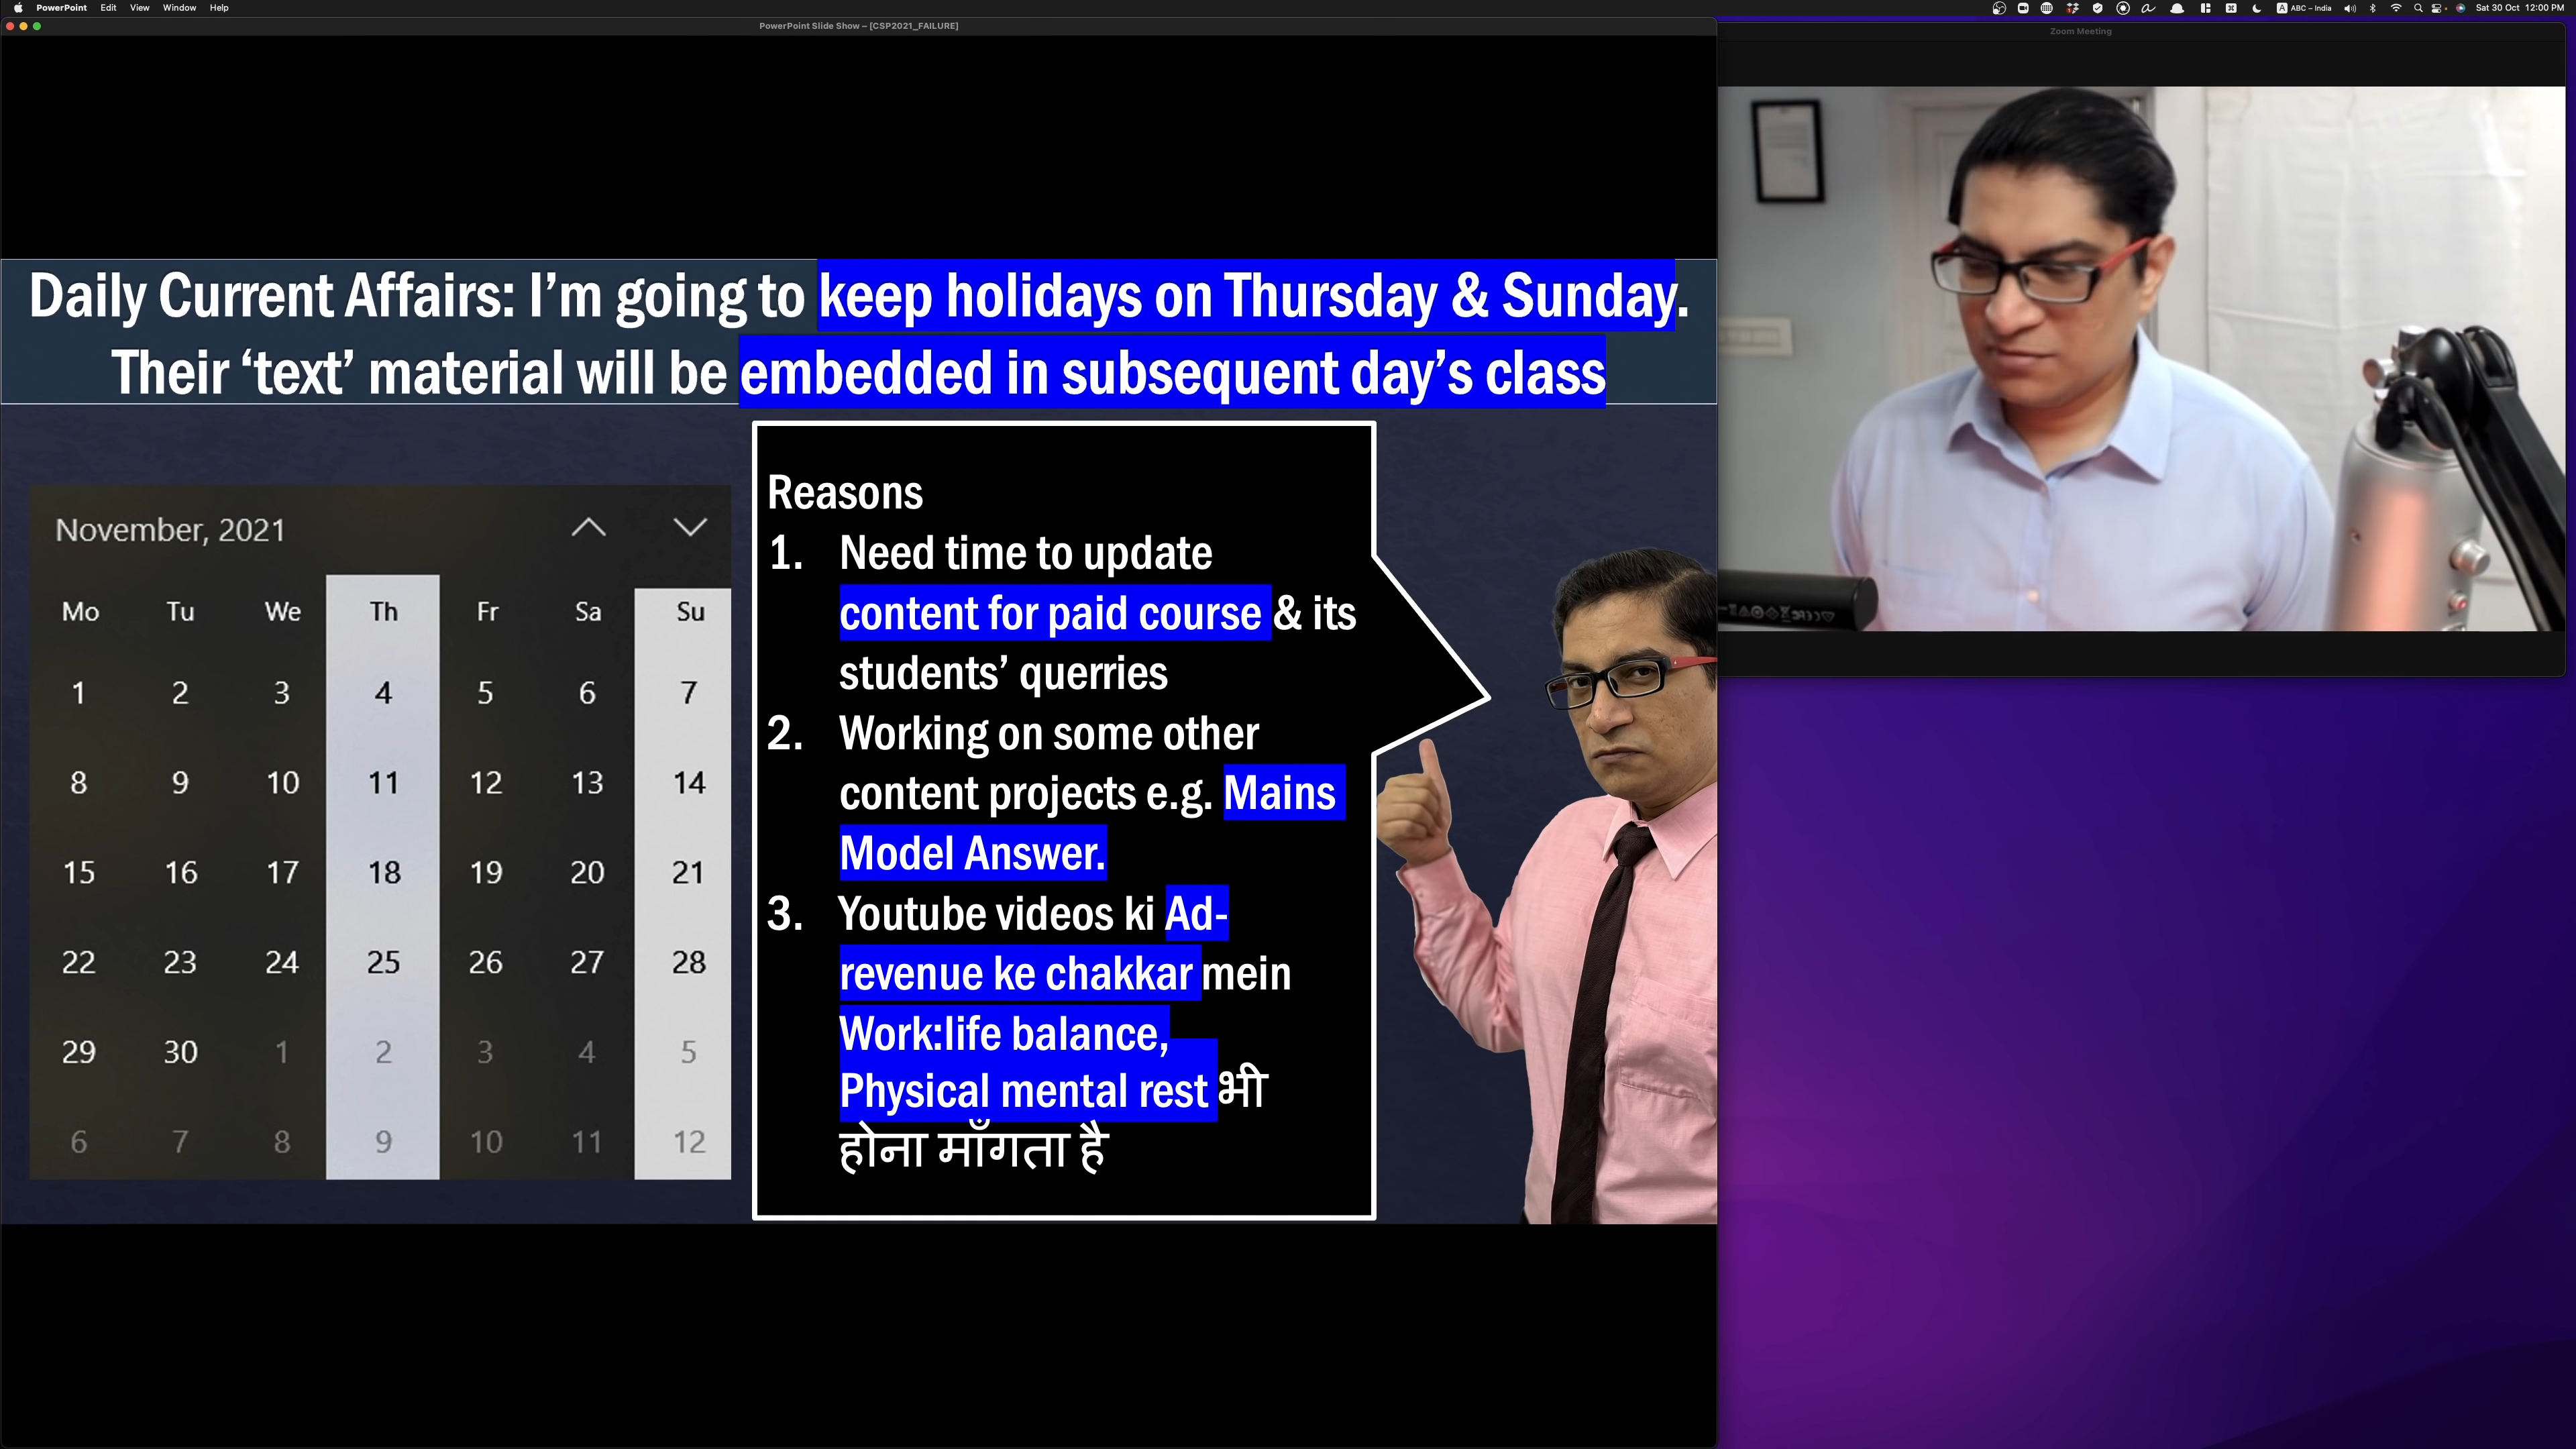 PowerPoint Edit View Window Help
ABC – India Sat 30 Oct 12:00 PM
PowerPoint Slide Show – [CSP2021_FAILURE]
Zoom Meeting
Daily Current Affairs: I’m going to keep holidays on Thursday & Sunday.
Their ‘text’ material will be embedded in subsequent day’s class
November, 2021
Mo Tu We Th Fr Sa Su
1 2 3 4 5 6 7
8 9 10 11 12 13 14
15 16 17 18 19 20 21
22 23 24 25 26 27 28
29 30 1 2 3 4 5
6 7 8 9 10 11 12
Reasons
1. Need time to update
content for paid course & its
students’ querries
2. Working on some other
content projects e.g. Mains
Model Answer.
3. Youtube videos ki Ad-
revenue ke chakkar mein
Work:life balance,
Physical mental rest भी
होना माँगता है